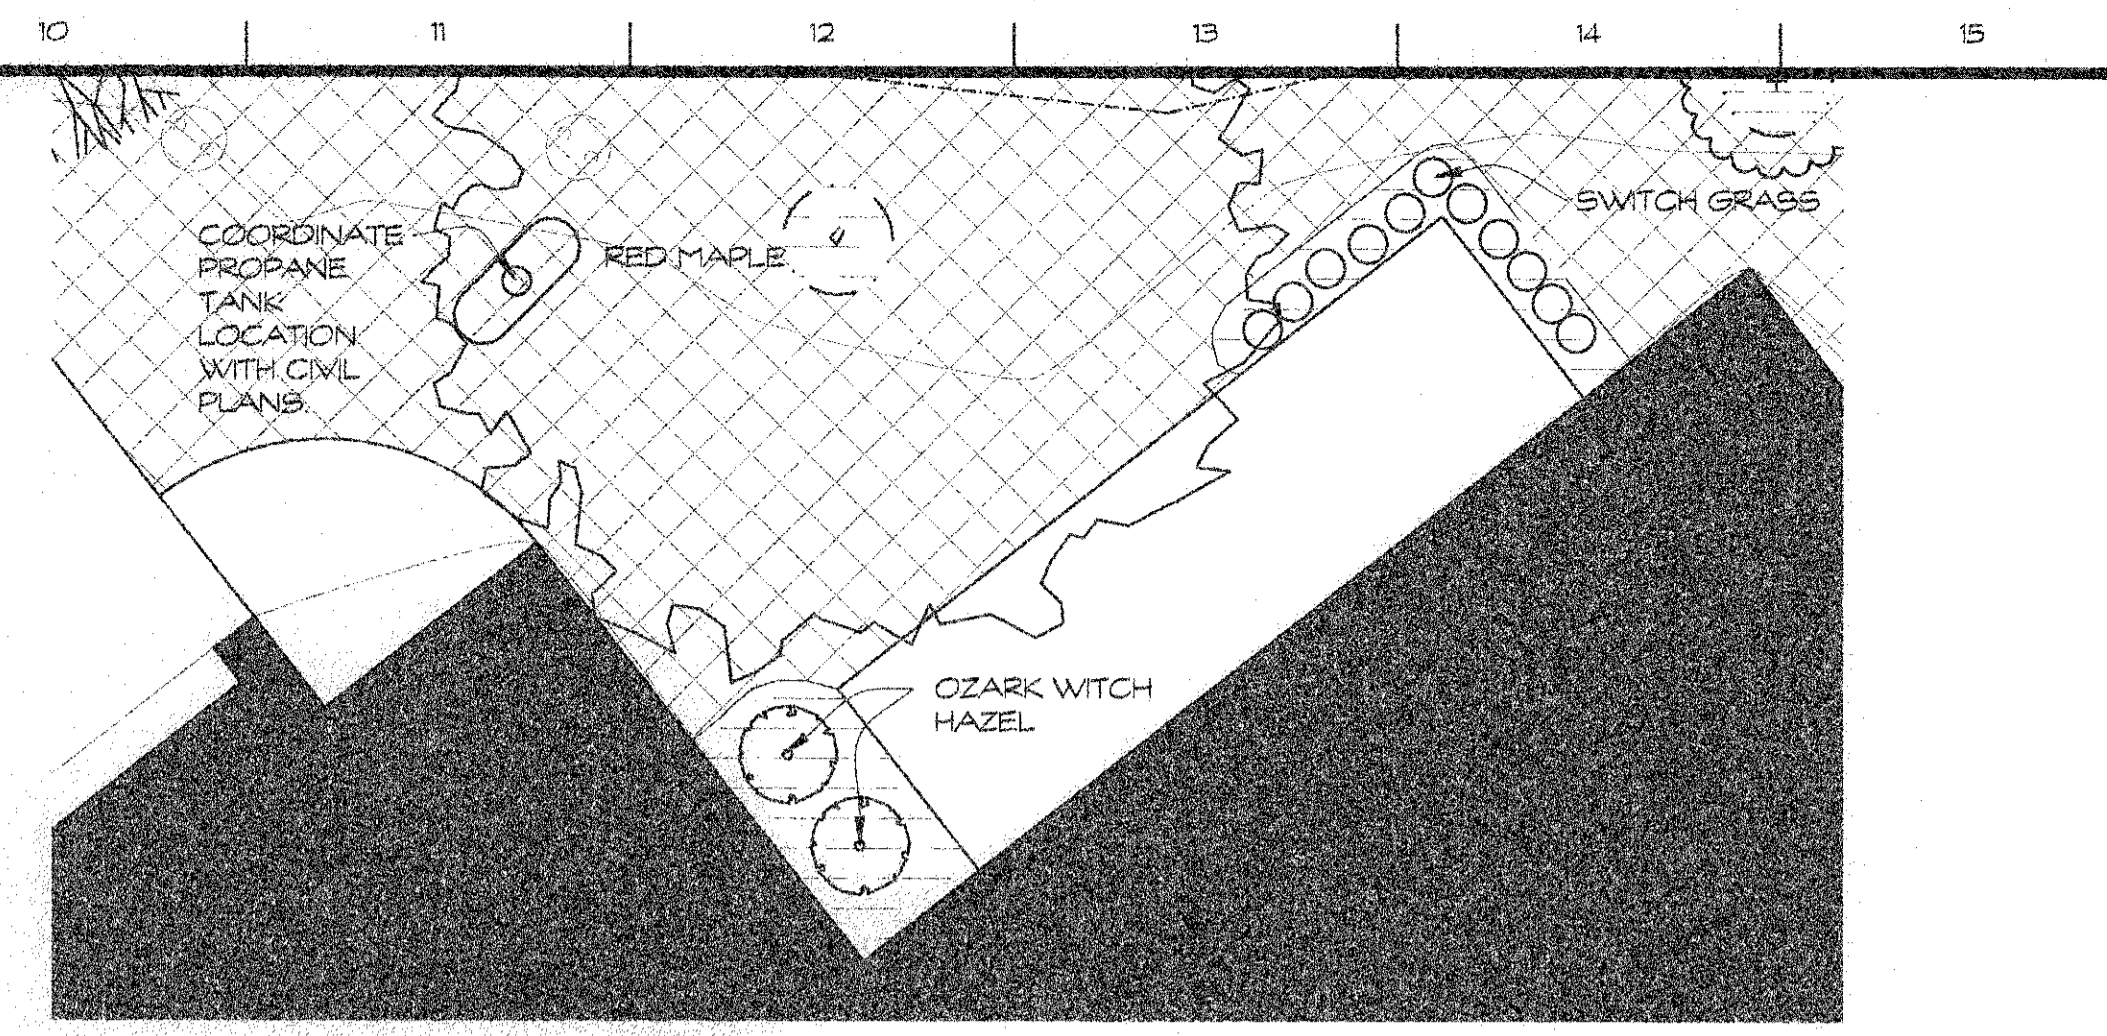 10 11 12 13 14 15
SWITCH GRASS
COORDINATE
PROPANE
TANK
LOCATION
WITH CIVIL
PLANS.
RED MAPLE
OZARK WITCH
HAZEL